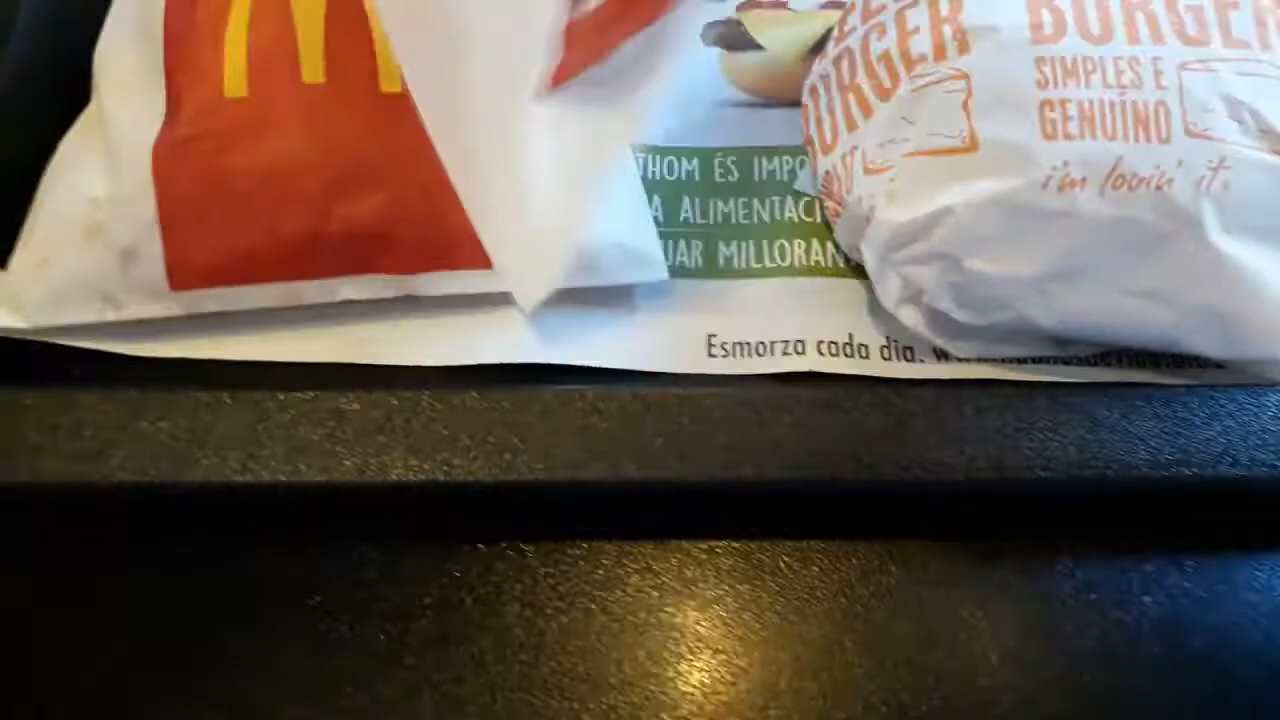 BURGER
BURGER
SIMPLES E
GENUÍNO
i'm lovin' it.
THOM ÉS IMPO
A ALIMENTACI
UAR MILLORAN
Esmorza cada dia.